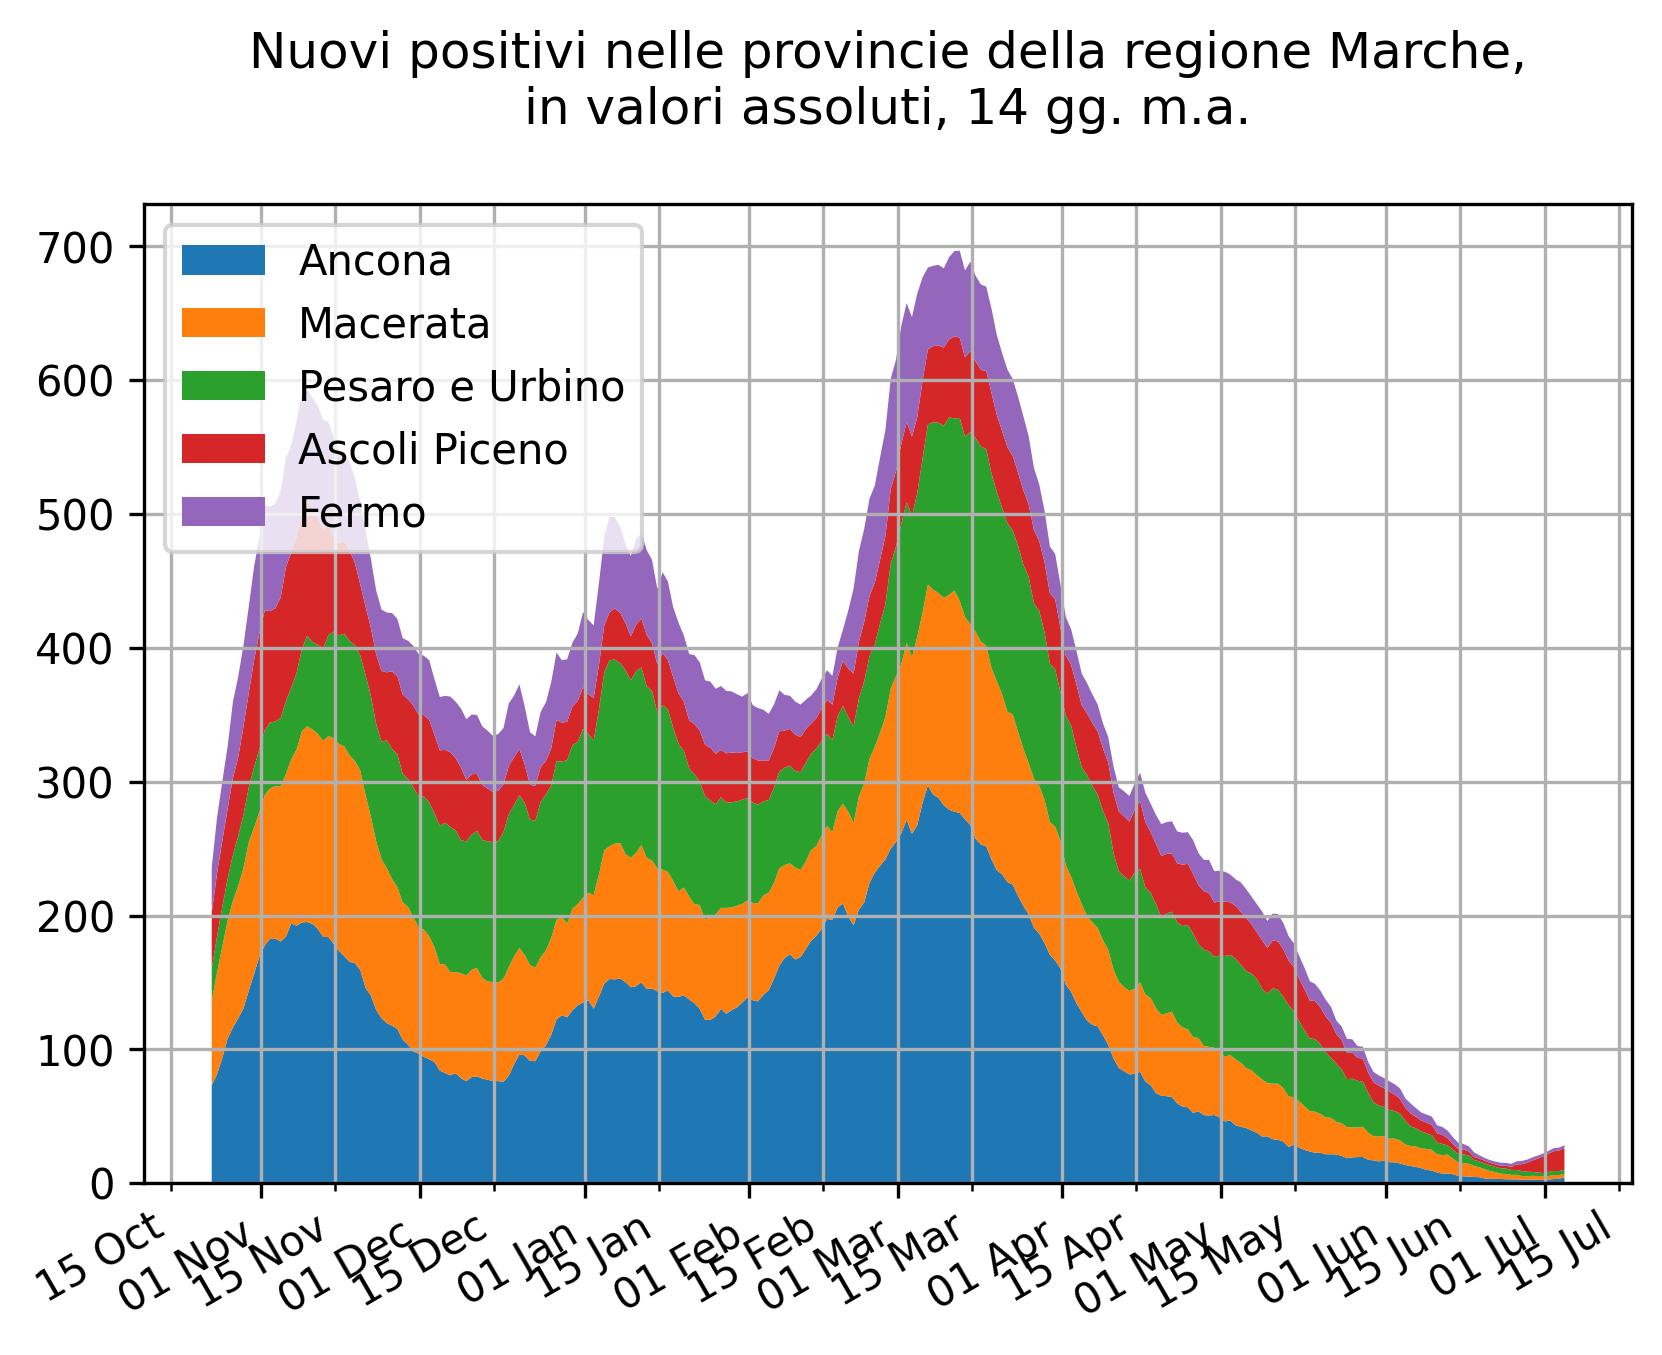 Nuovi positivi nelle provincie della regione Marche,
in valori assoluti, 14 gg. m.a.
700
600
500
400
300
200
100
0
Ancona
Macerata
Pesaro e Urbino
Ascoli Piceno
Fermo
15 Oct
01 Nov
15 Nov
01 Dec
15 Dec
01 Jan
15 Jan
01 Feb
15 Feb
01 Mar
15 Mar
01 Apr
15 Apr
01 May
15 May
01 Jun
15 Jun
01 Jul
15 Jul